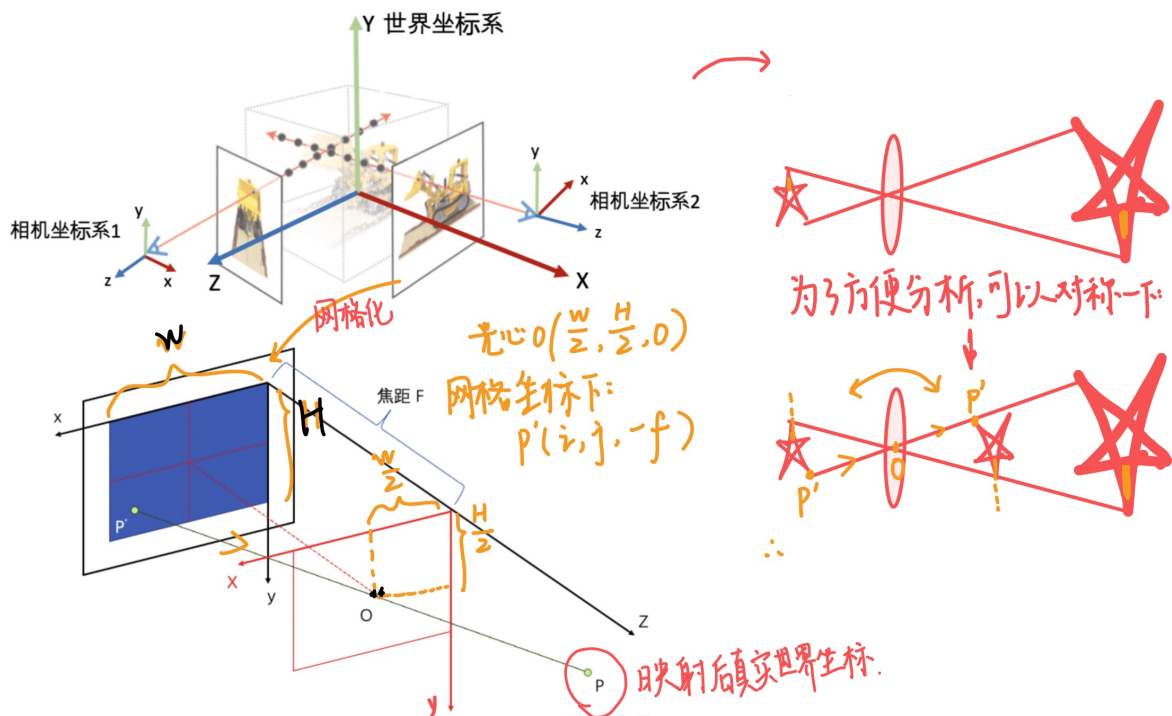 Y 世界坐标系
y
x
z
相机坐标系1
y
x
z
相机坐标系2
Z
X
网格化
为了方便分析,可以对称一下:
光心O(W/2, H/2, 0)
网格坐标下:
P'(i, j, -f)
W
H
焦距 F
W/2
H/2
x
P'
X
y
O
Z
y
P
映射后真实世界坐标.
P'
O
P'
∴